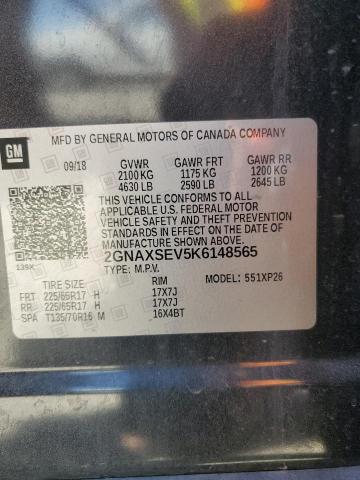 GM
MFD BY GENERAL MOTORS OF CANADA COMPANY
09/18 GVWR GAWR FRT GAWR RR
2100 KG 1175 KG 1200 KG
4630 LB 2590 LB 2645 LB
THIS VEHICLE CONFORMS TO ALL
APPLICABLE U.S. FEDERAL MOTOR
VEHICLE SAFETY, BUMPER, AND THEFT
PREVENTION STANDARDS IN EFFECT
ON THE DATE OF MANUFACTURE
SHOWN ABOVE.
139X 2GNAXSEV5K6148565
TYPE: M.P.V.
MODEL: 551XP26
TIRE SIZE RIM
FRT 225/65R17 H 17X7J
RR 225/65R17 H 17X7J
SPA T135/70R16 M 16X4BT